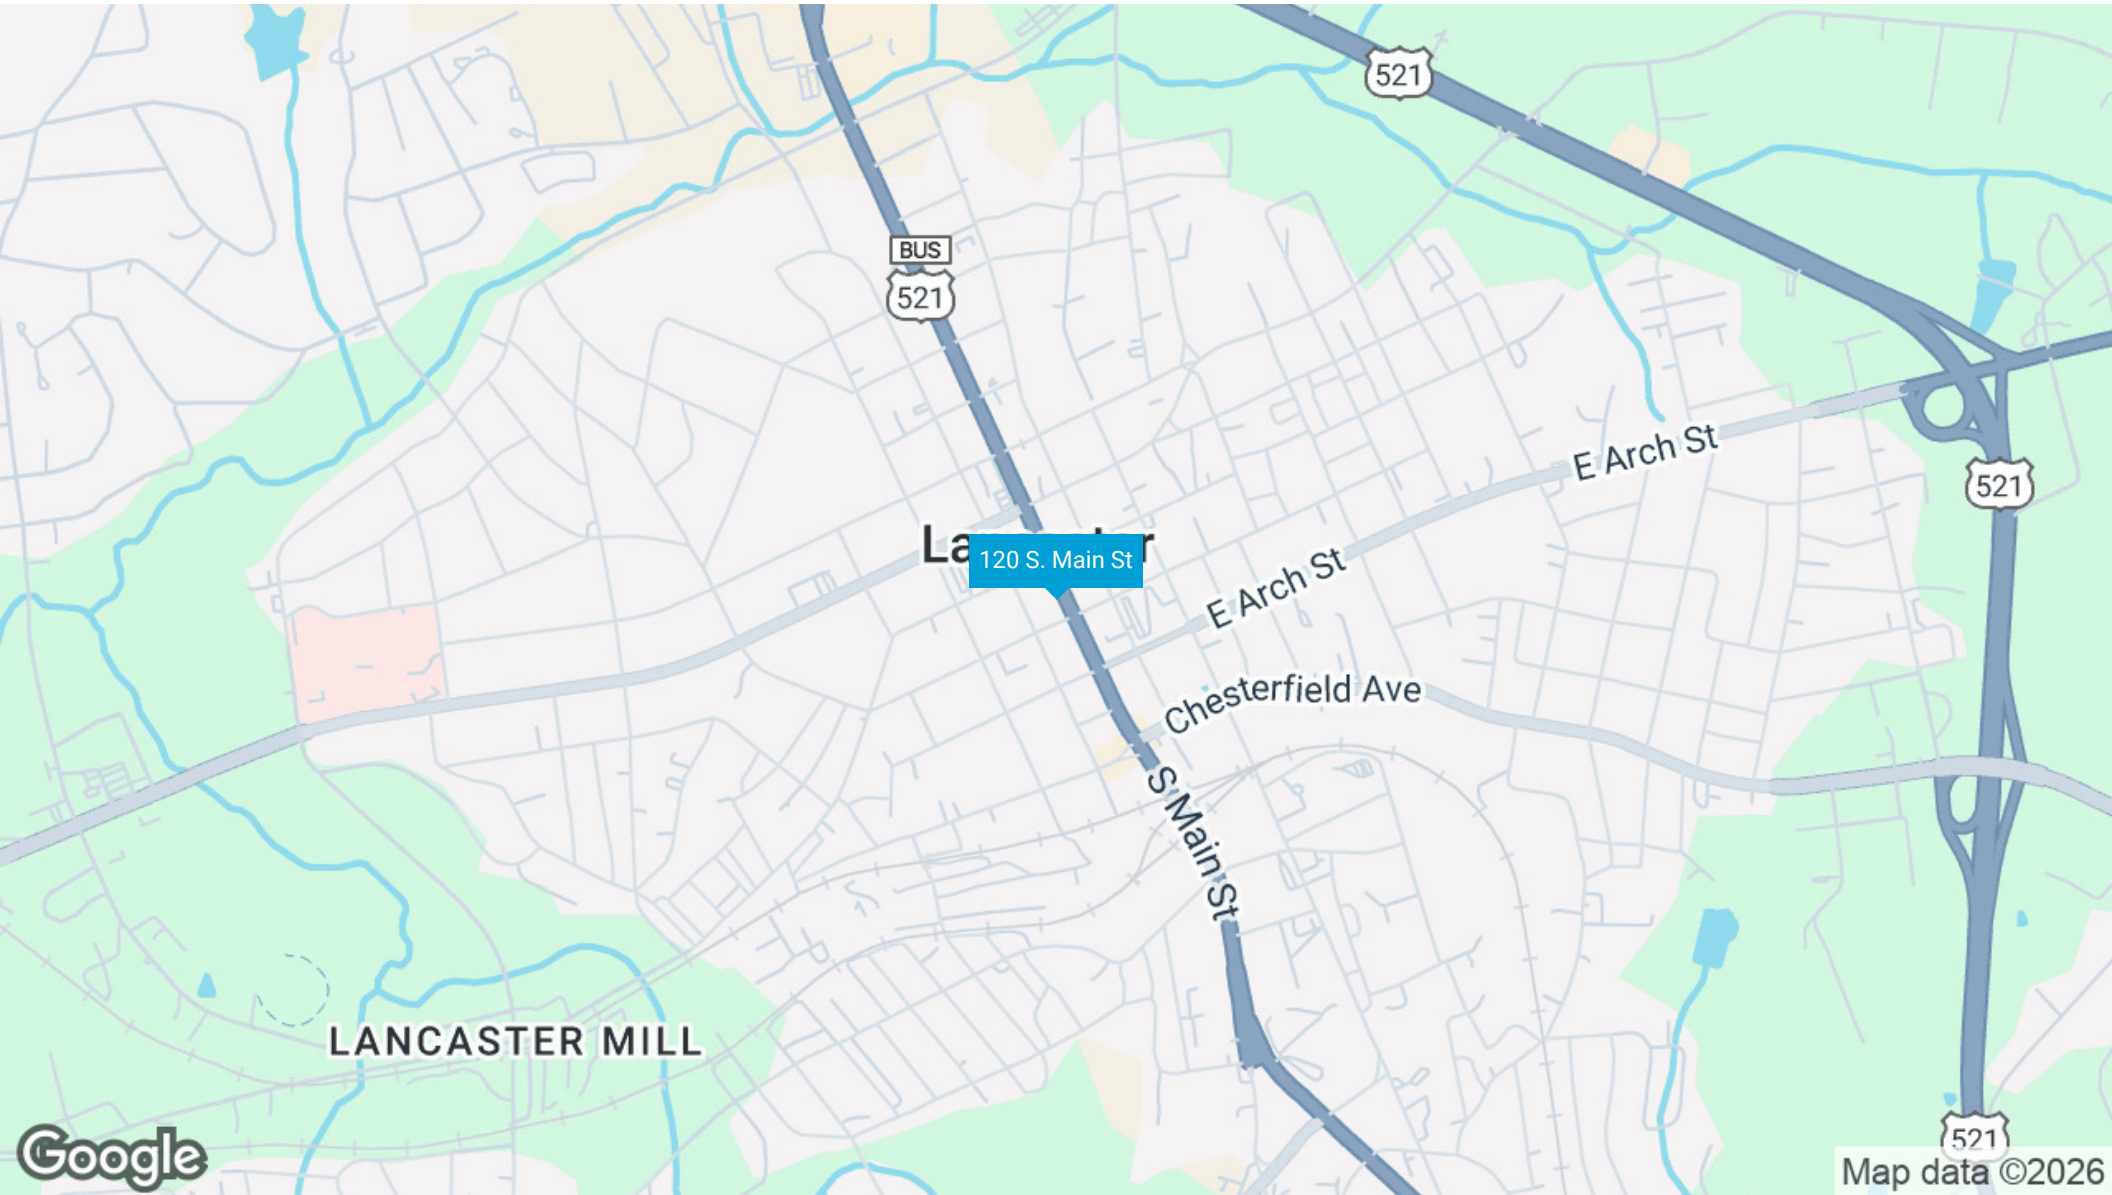 521
BUS
521
E Arch St
521
La r
120 S. Main St
E Arch St
Chesterfield Ave
S Main St
LANCASTER MILL
521
Google
Map data ©2026